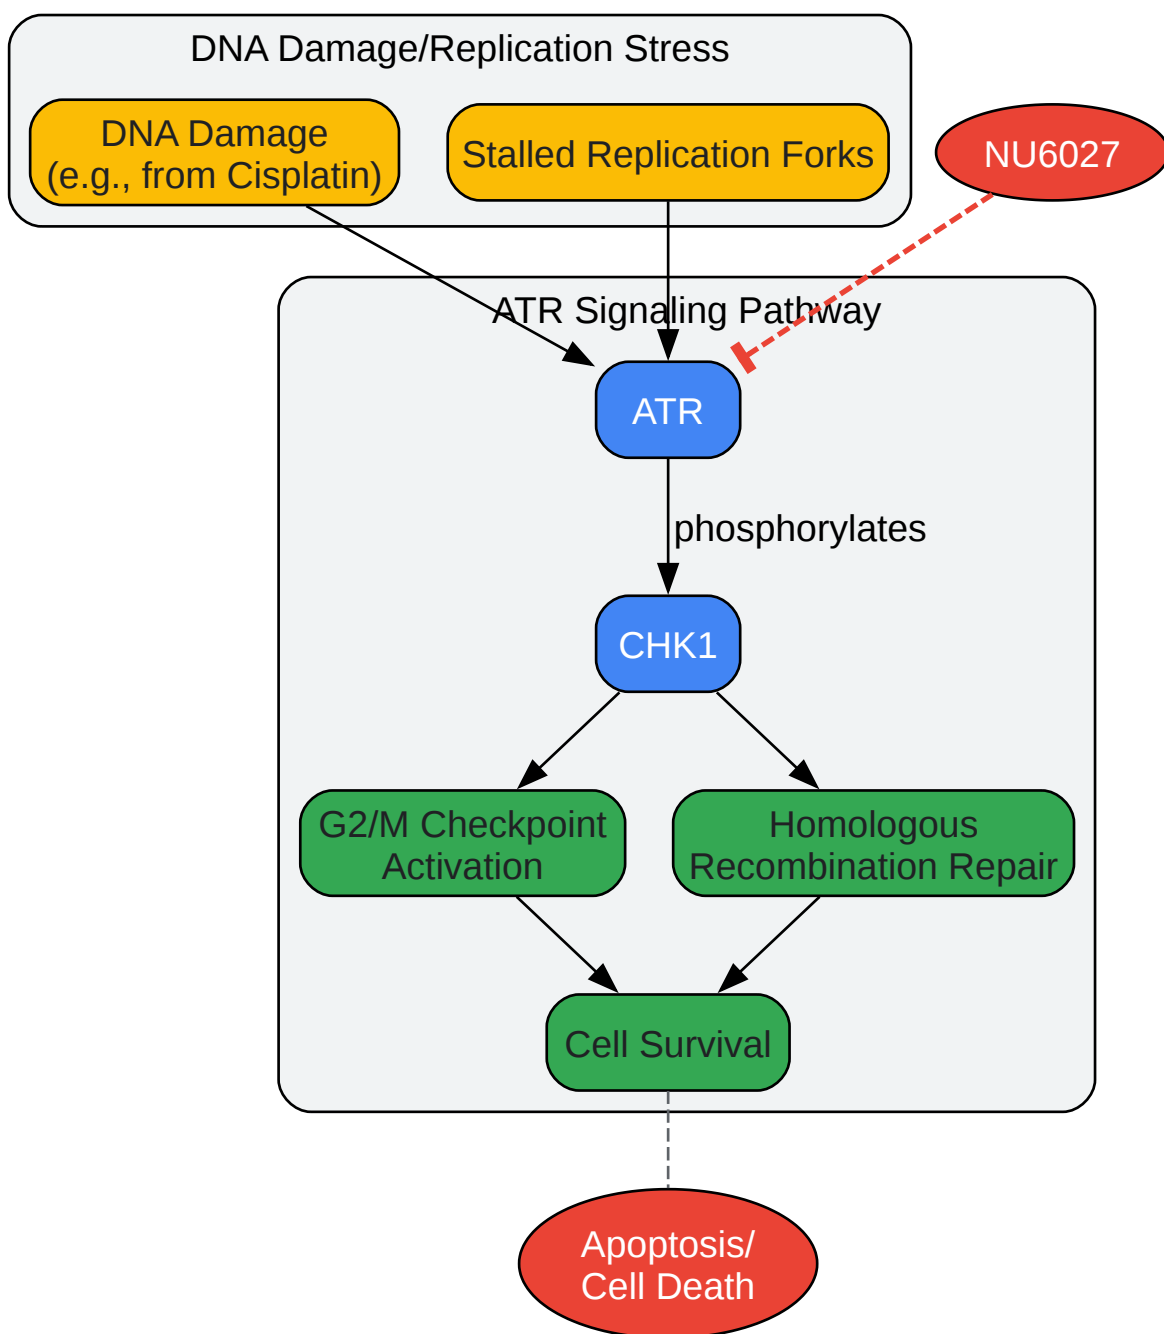 DNA Damage/Replication Stress
DNA Damage
(e.g., from Cisplatin)
Stalled Replication Forks
NU6027
ATR Signaling Pathway
ATR
phosphorylates
CHK1
G2/M Checkpoint
Activation
Homologous
Recombination Repair
Cell Survival
Apoptosis/
Cell Death